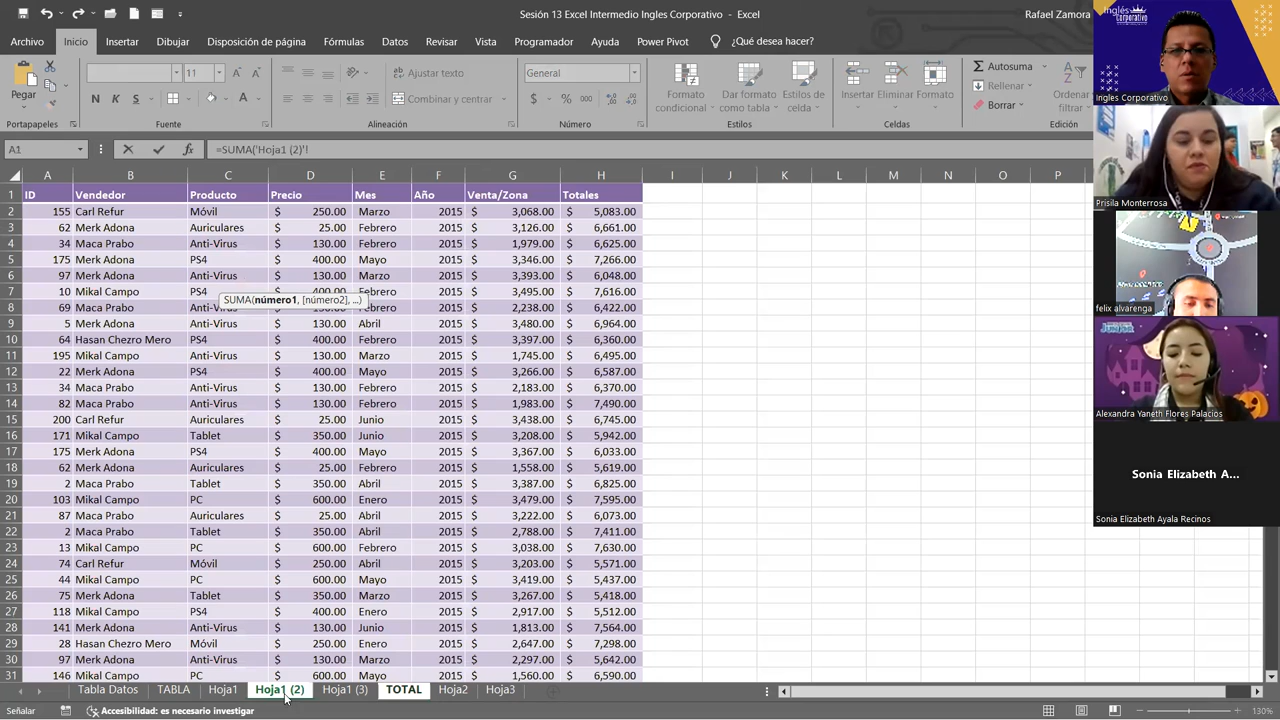 Sesión 13 Excel Intermedio Ingles Corporativo - Excel
Rafael Zamora
Archivo Inicio Insertar Dibujar Disposición de página Fórmulas Datos Revisar Vista Programador Ayuda Power Pivot ¿Qué desea hacer?
Pegar
11
Ajustar texto
General
Autosuma
N K S
Combinar y centrar
$ % 000
Formato condicional
Dar formato como tabla
Estilos de celda
Insertar
Eliminar
Formato
Rellenar
Borrar
Ordenar
filtrar
Portapapeles Fuente Alineación Número Estilos Celdas Edición
A1 fx =SUMA('Hoja1 (2)'!
A B C D E F G H I J K L M N O P
1 ID Vendedor Producto Precio Mes Año Venta/Zona Totales
2 155 Carl Refur Móvil $ 250.00 Marzo 2015 $ 3,068.00 $ 5,083.00
3 62 Merk Adona Auriculares $ 25.00 Febrero 2015 $ 3,126.00 $ 6,661.00
4 34 Maca Prabo Anti-Virus $ 130.00 Febrero 2015 $ 1,979.00 $ 6,625.00
5 175 Merk Adona PS4 $ 400.00 Mayo 2015 $ 3,346.00 $ 7,266.00
6 97 Merk Adona Anti-Virus $ 130.00 Marzo 2015 $ 3,393.00 $ 6,048.00
7 10 Mikal Campo PS4 $ 400.00 Mayo 2015 $ 3,495.00 $ 7,616.00
SUMA(número1, [número2], ...)
8 69 Maca Prabo Anti-Virus $ 130.00 Febrero 2015 $ 2,238.00 $ 6,422.00
9 5 Merk Adona Anti-Virus $ 130.00 Abril 2015 $ 3,480.00 $ 6,964.00
10 64 Hasan Chezro Mero PS4 $ 400.00 Febrero 2015 $ 3,397.00 $ 6,360.00
11 195 Mikal Campo Anti-Virus $ 130.00 Marzo 2015 $ 1,745.00 $ 6,495.00
12 22 Merk Adona PS4 $ 400.00 Mayo 2015 $ 3,266.00 $ 6,587.00
13 34 Maca Prabo Anti-Virus $ 130.00 Febrero 2015 $ 2,183.00 $ 6,370.00
14 82 Maca Prabo Anti-Virus $ 130.00 Febrero 2015 $ 1,983.00 $ 7,490.00
15 200 Carl Refur Auriculares $ 25.00 Junio 2015 $ 3,438.00 $ 6,745.00
16 171 Mikal Campo Tablet $ 350.00 Junio 2015 $ 3,208.00 $ 5,942.00
17 175 Merk Adona PS4 $ 400.00 Mayo 2015 $ 3,367.00 $ 6,033.00
18 62 Merk Adona Auriculares $ 25.00 Febrero 2015 $ 1,558.00 $ 5,619.00
19 2 Maca Prabo Tablet $ 350.00 Abril 2015 $ 3,387.00 $ 6,825.00
20 103 Mikal Campo PC $ 600.00 Enero 2015 $ 3,479.00 $ 7,595.00
21 87 Merk Adona Auriculares $ 25.00 Abril 2015 $ 3,222.00 $ 6,073.00
22 2 Maca Prabo Tablet $ 350.00 Abril 2015 $ 2,788.00 $ 7,411.00
23 13 Mikal Campo PC $ 600.00 Febrero 2015 $ 3,038.00 $ 7,630.00
24 74 Carl Refur Móvil $ 250.00 Abril 2015 $ 3,203.00 $ 5,571.00
25 44 Mikal Campo PC $ 600.00 Mayo 2015 $ 3,419.00 $ 5,437.00
26 75 Merk Adona Tablet $ 350.00 Mayo 2015 $ 3,267.00 $ 5,418.00
27 118 Mikal Campo PS4 $ 400.00 Enero 2015 $ 2,917.00 $ 5,512.00
28 141 Merk Adona Anti-Virus $ 130.00 Junio 2015 $ 1,813.00 $ 7,564.00
29 28 Hasan Chezro Mero Móvil $ 250.00 Enero 2015 $ 2,647.00 $ 7,298.00
30 97 Merk Adona Anti-Virus $ 130.00 Marzo 2015 $ 2,297.00 $ 5,642.00
31 146 Mikal Campo PC $ 600.00 Mayo 2015 $ 1,560.00 $ 6,590.00
Tabla Datos TABLA Hoja1 Hoja1 (2) Hoja1 (3) TOTAL Hoja2 Hoja3
Señalar Accesibilidad: es necesario investigar 130%
Inglés
Corporativo
Ingles Corporativo
Prisila Monterrosa
felix alvarenga
Alexandra Yaneth Flores Palacios
Sonia Elizabeth A...
Sonia Elizabeth Ayala Recinos